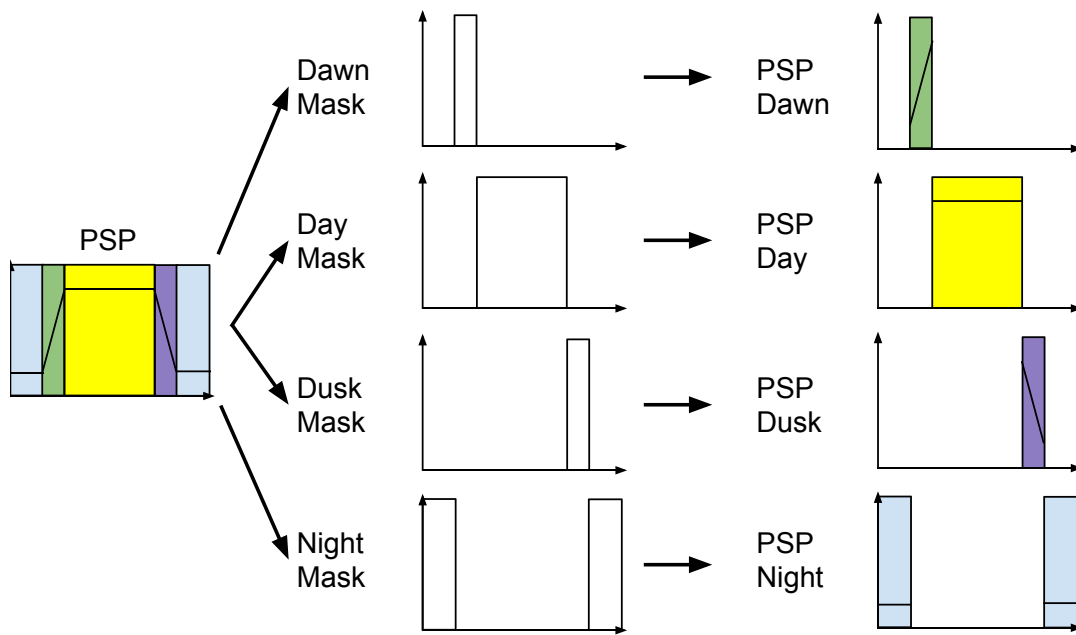 Dawn
Mask
PSP
Dawn
PSP
Day
Mask
PSP
Day
Dusk
Mask
PSP
Dusk
Night
Mask
PSP
Night